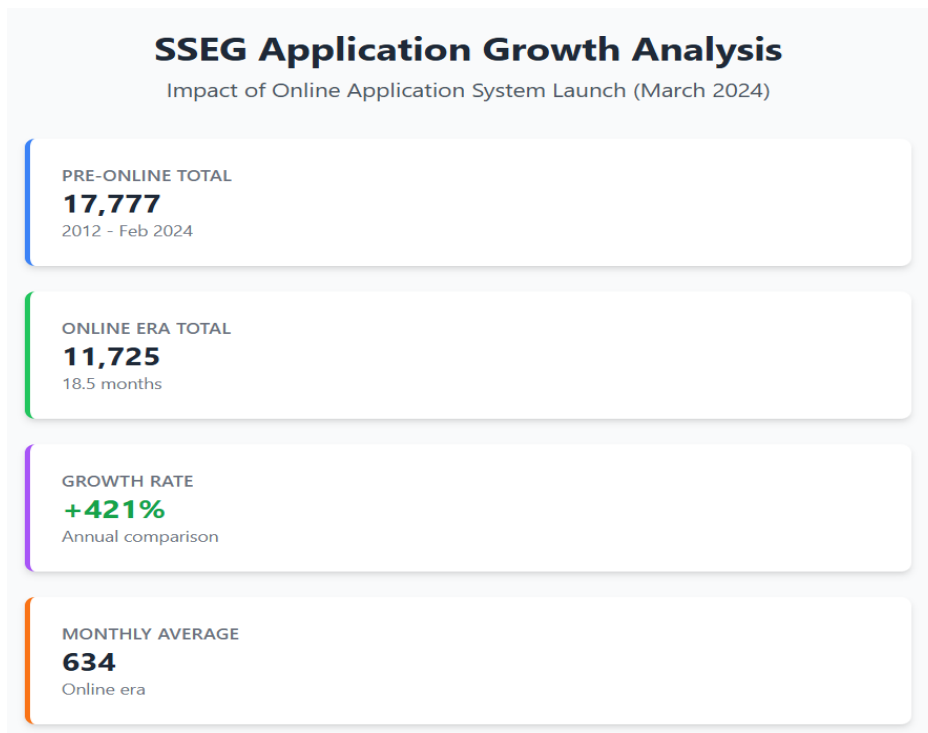 SSEG Application Growth Analysis
Impact of Online Application System Launch (March 2024)
PRE-ONLINE TOTAL
17,777
2012 - Feb 2024
ONLINE ERA TOTAL
11,725
18.5 months
GROWTH RATE
+421%
Annual comparison
MONTHLY AVERAGE
634
Online era